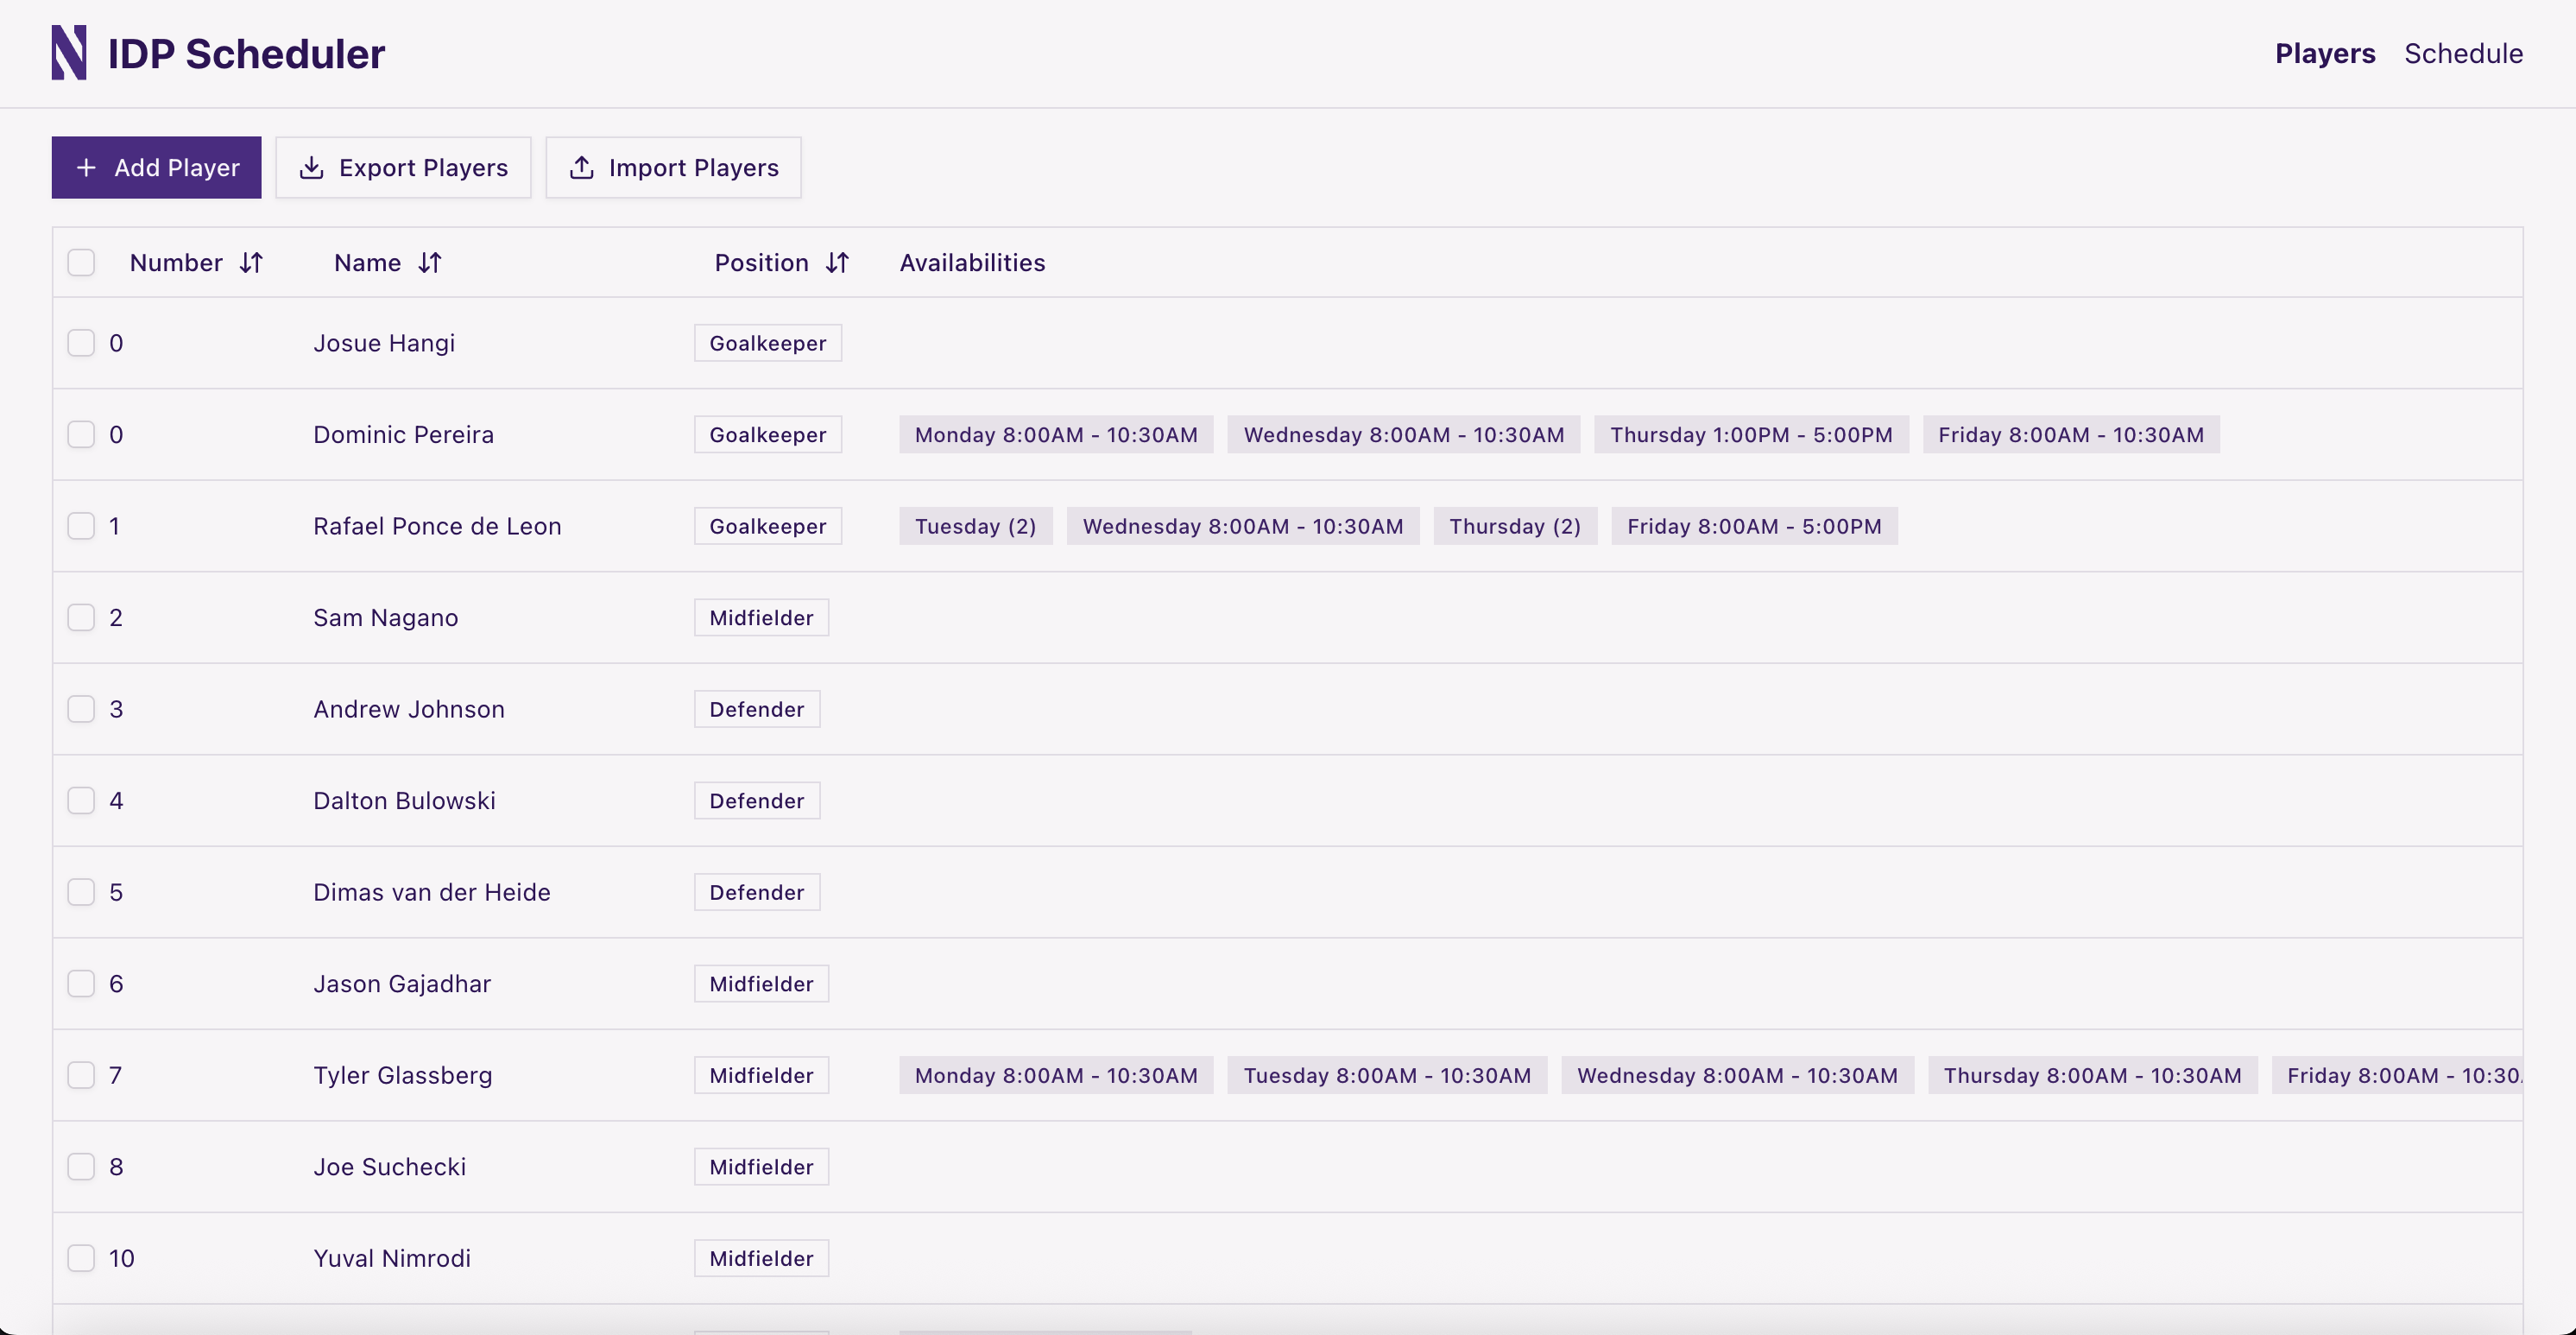 N IDP Scheduler
Players Schedule
Add Player Export Players Import Players
Number Name Position Availabilities
0 Josue Hangi Goalkeeper
0 Dominic Pereira Goalkeeper Monday 8:00AM - 10:30AM Wednesday 8:00AM - 10:30AM Thursday 1:00PM - 5:00PM Friday 8:00AM - 10:30AM
1 Rafael Ponce de Leon Goalkeeper Tuesday (2) Wednesday 8:00AM - 10:30AM Thursday (2) Friday 8:00AM - 5:00PM
2 Sam Nagano Midfielder
3 Andrew Johnson Defender
4 Dalton Bulowski Defender
5 Dimas van der Heide Defender
6 Jason Gajadhar Midfielder
7 Tyler Glassberg Midfielder Monday 8:00AM - 10:30AM Tuesday 8:00AM - 10:30AM Wednesday 8:00AM - 10:30AM Thursday 8:00AM - 10:30AM Friday 8:00AM - 10:30
8 Joe Suchecki Midfielder
10 Yuval Nimrodi Midfielder